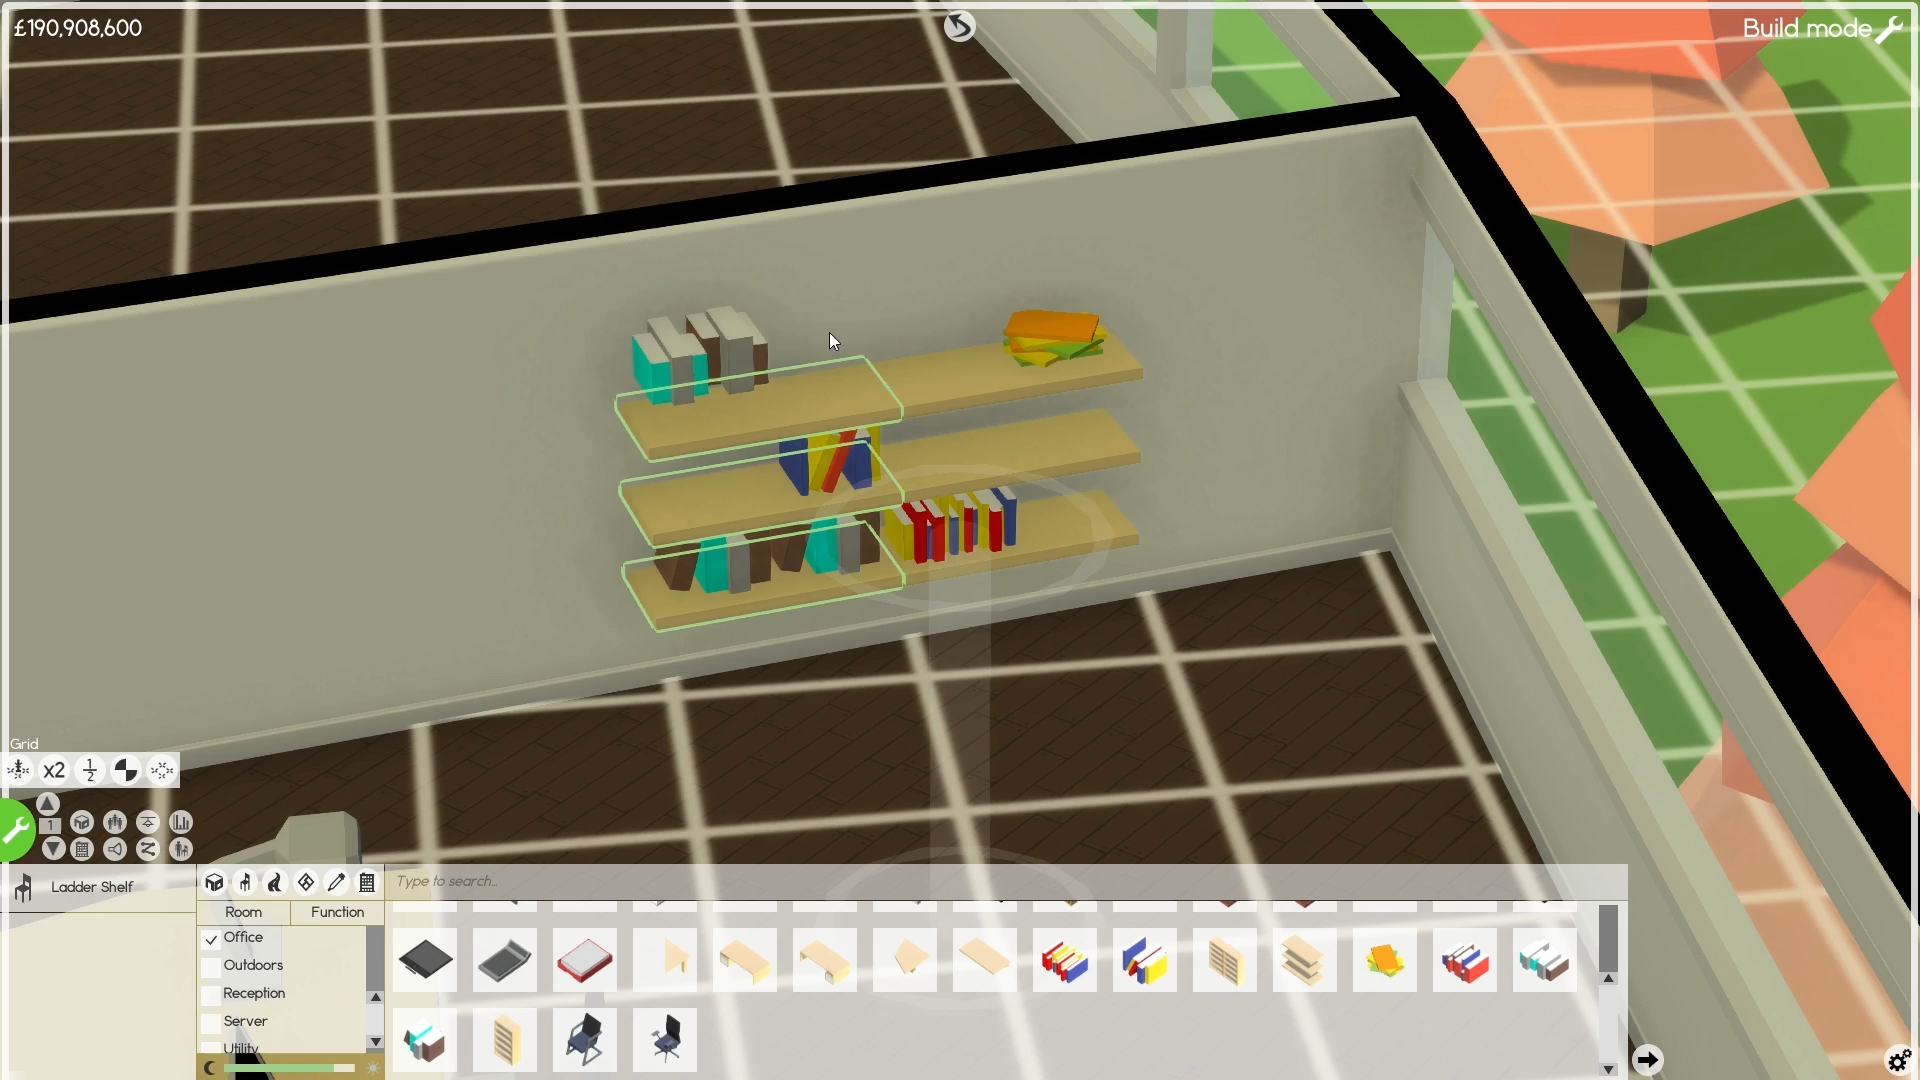 £190,908,600
Build mode
Grid
x2
1/2
1
Ladder Shelf
Type to search...
Room
Function
Office
Outdoors
Reception
Server
Utility